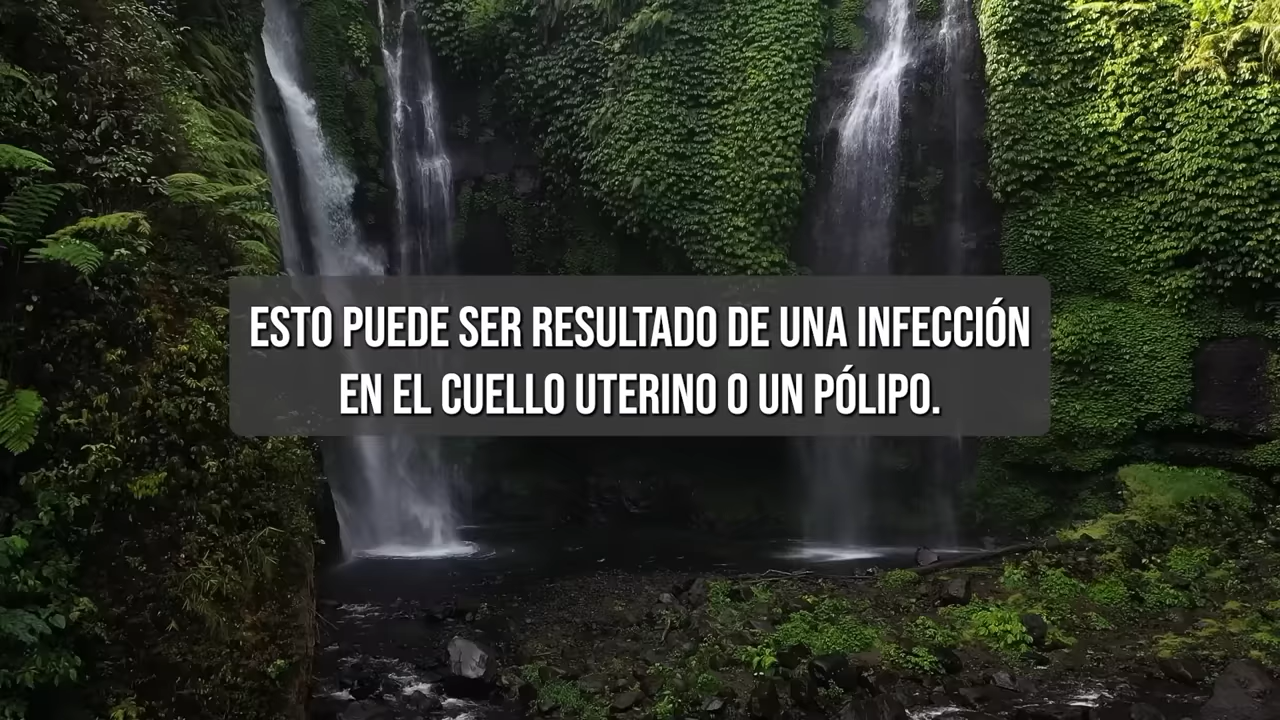 ESTO PUEDE SER RESULTADO DE UNA INFECCIÓN
EN EL CUELLO UTERINO O UN PÓLIPO.